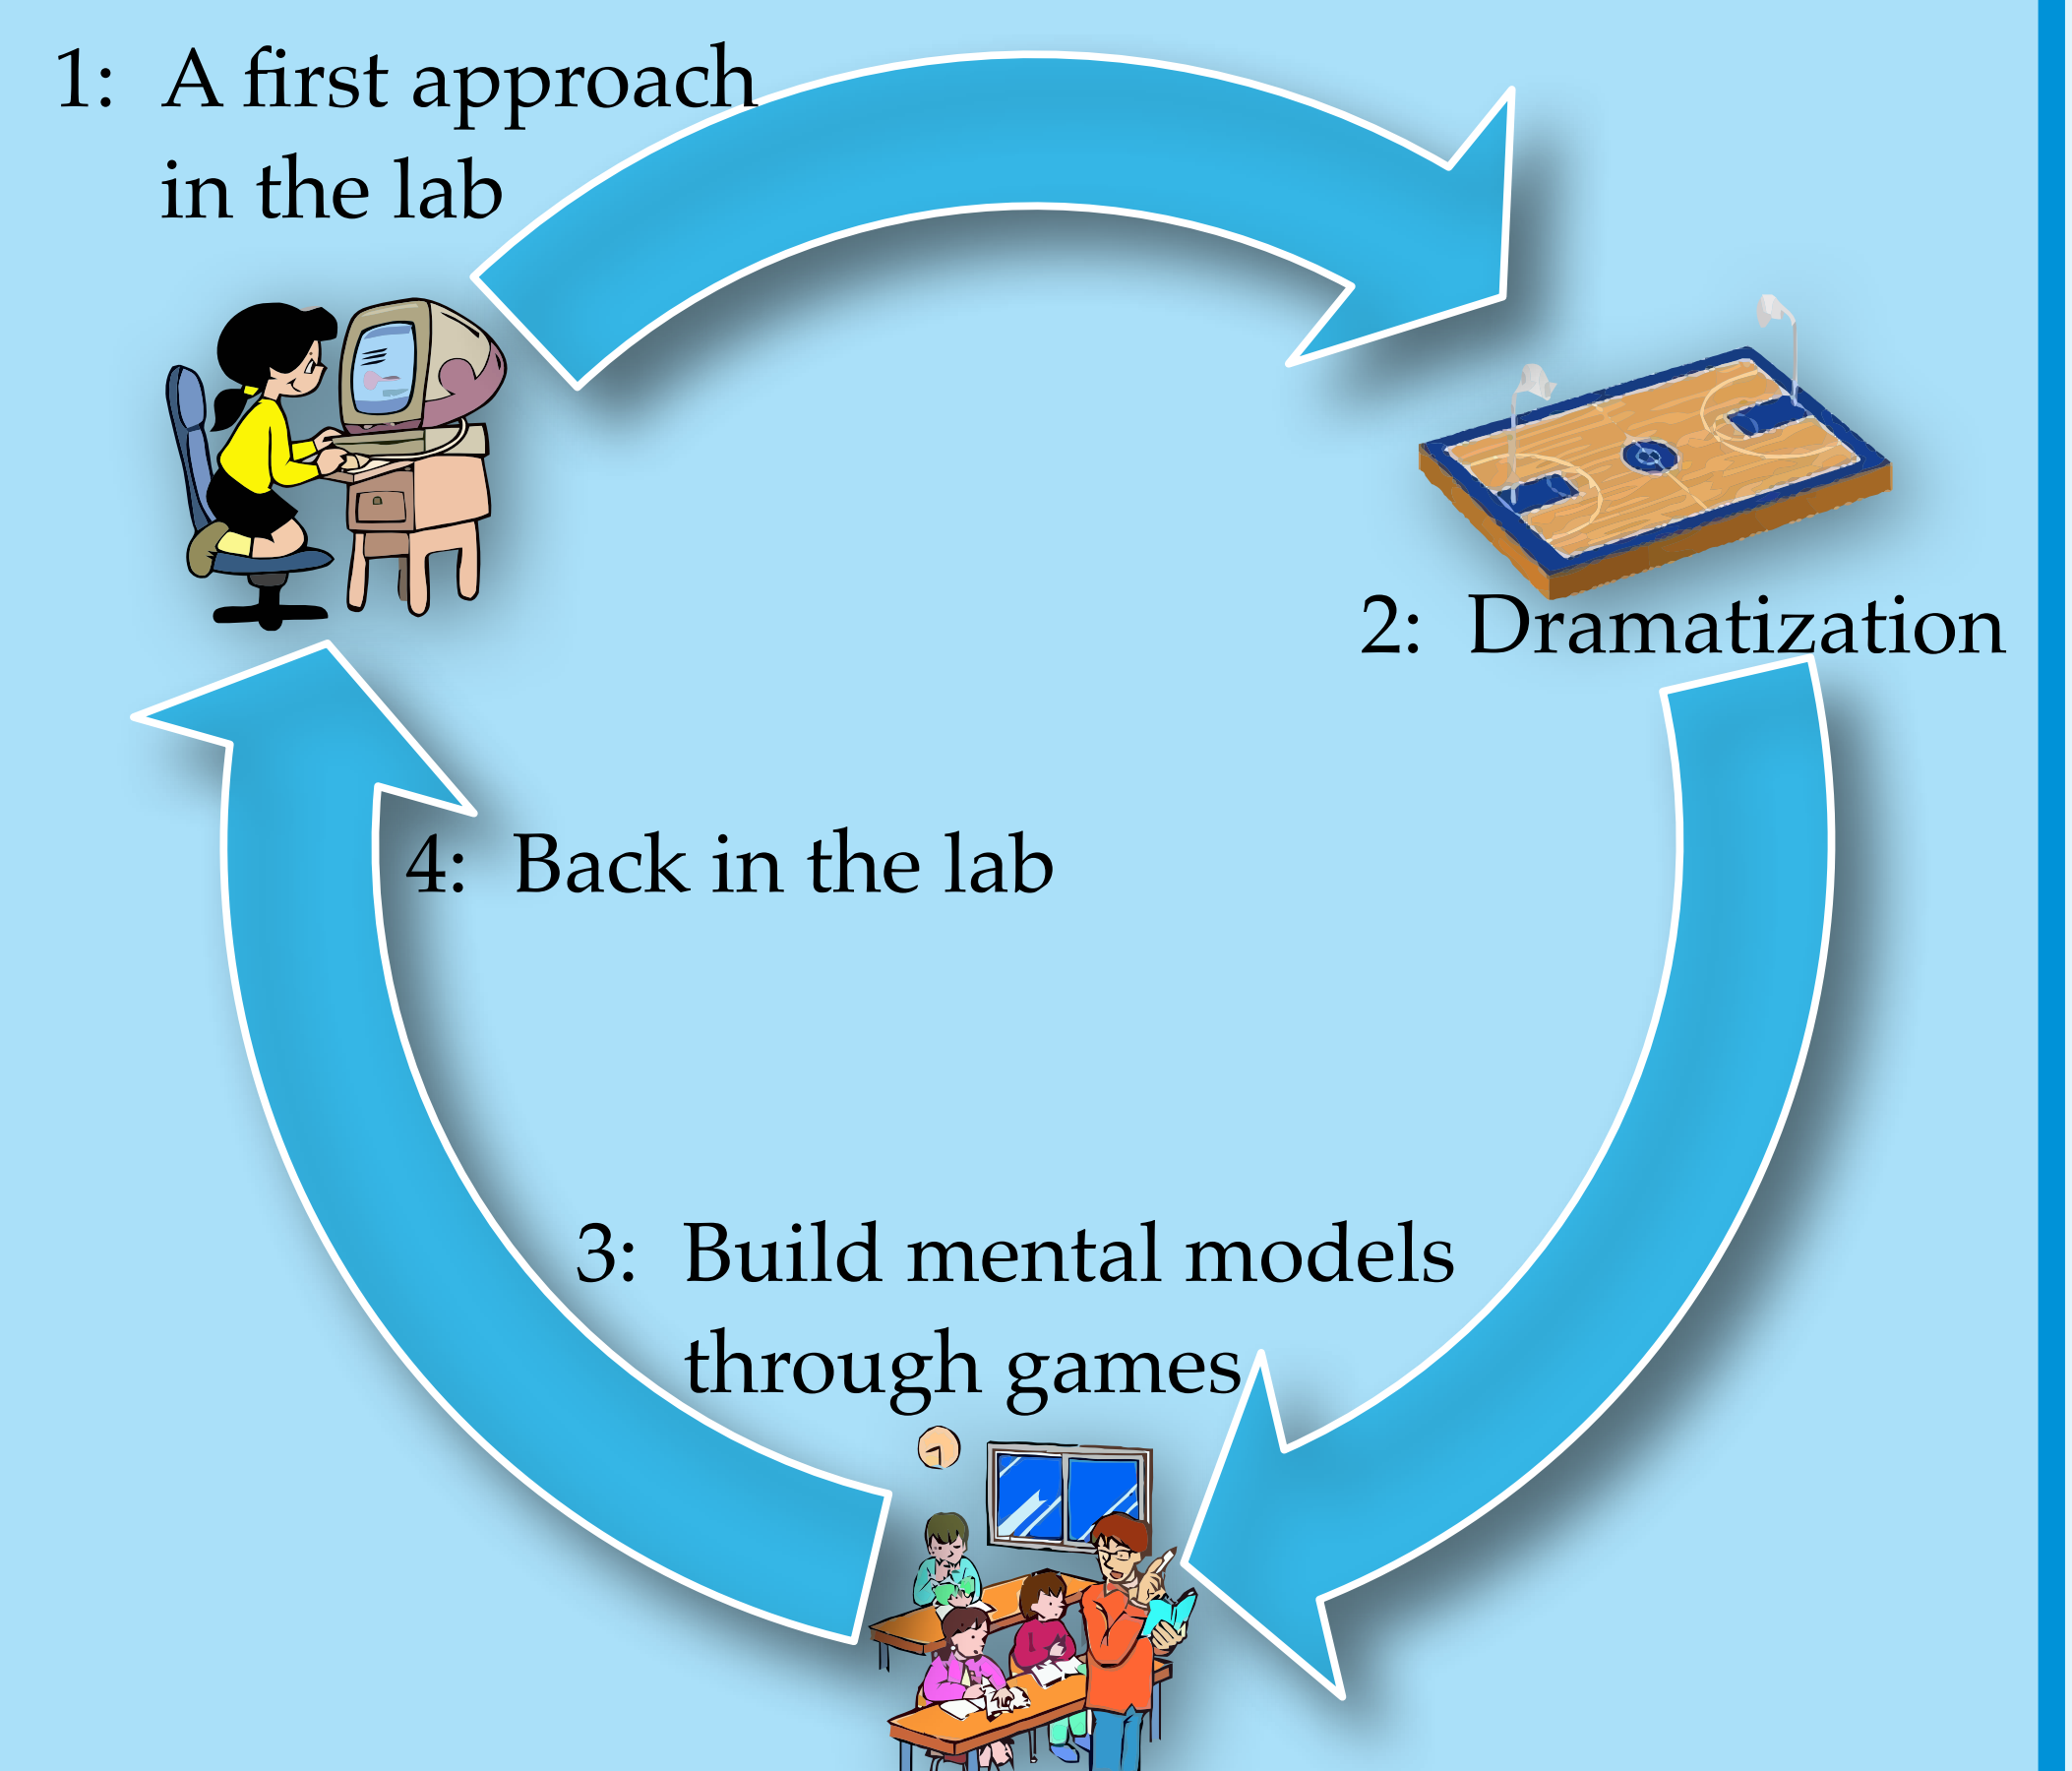 1: A first approach
in the lab
2: Dramatization
4: Back in the lab
3: Build mental models
through games